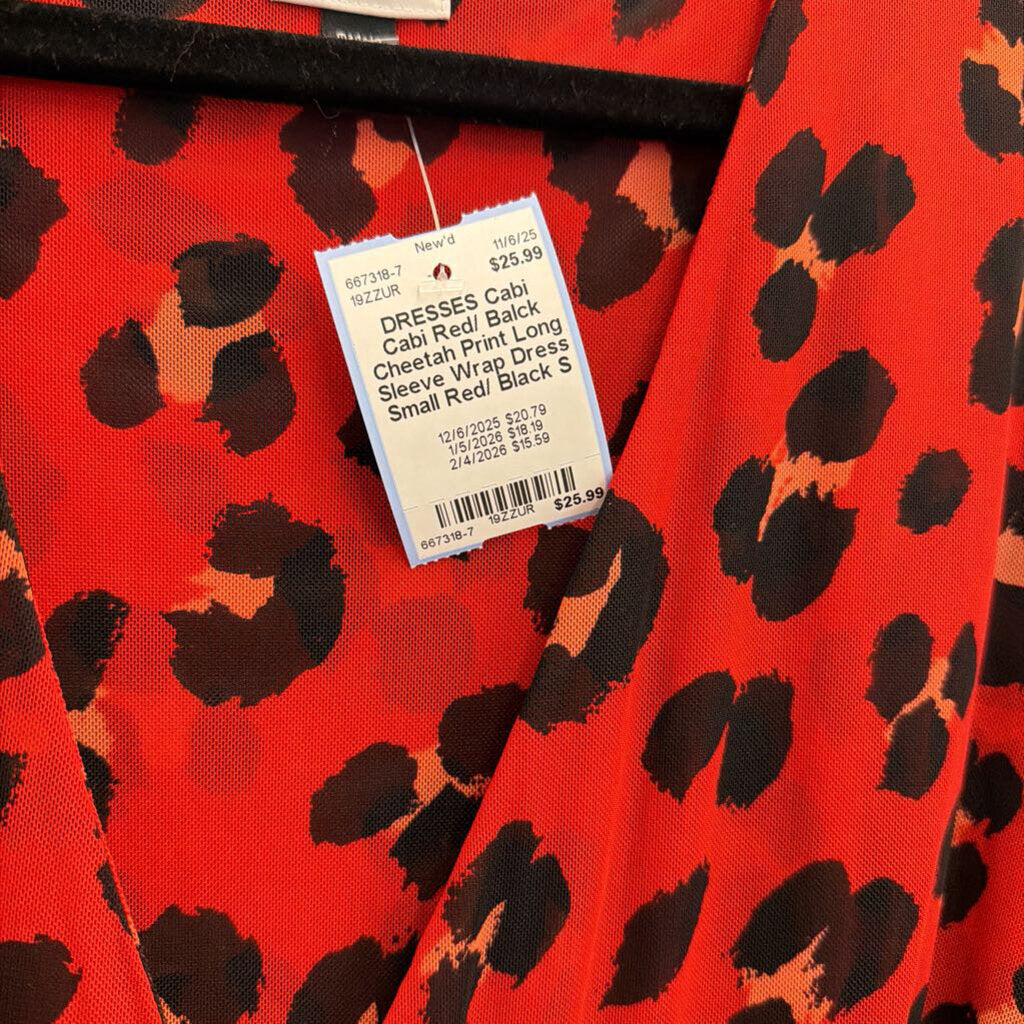 New'd
667318-7 11/6/25
19ZZUR $25.99
DRESSES Cabi
Cabi Red/ Balck
Cheetah Print Long
Sleeve Wrap Dress
Small Red/ Black S
12/6/2025 $20.79
1/5/2026 $18.19
2/4/2026 $15.59
667318-7 19ZZUR $25.99